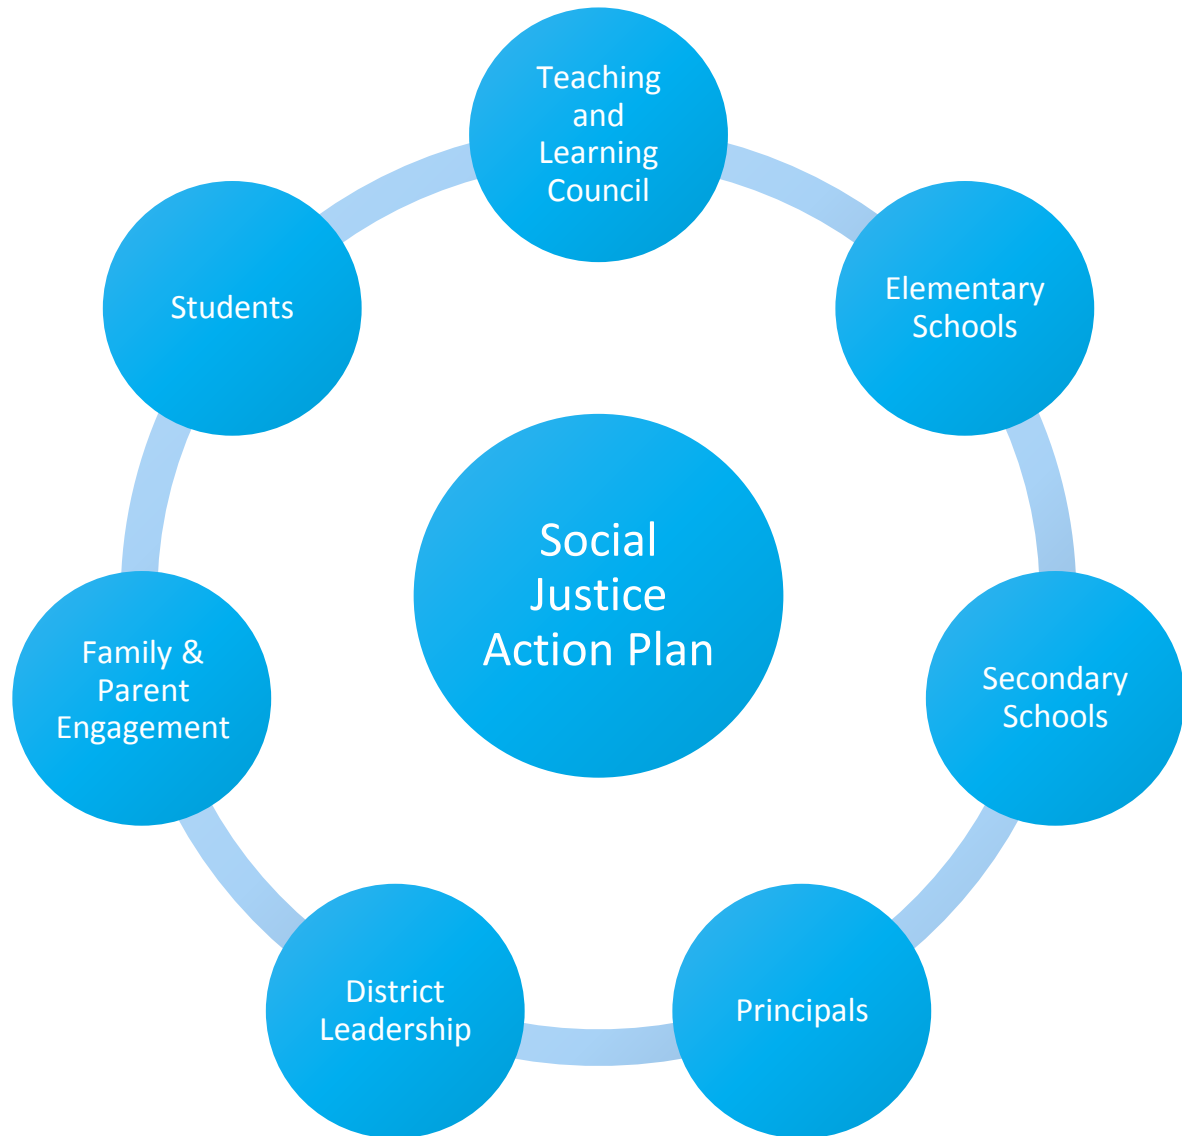 Teaching
and
Learning
Council
Elementary
Schools
Secondary
Schools
Principals
District
Leadership
Family &
Parent
Engagement
Students
Social
Justice
Action Plan